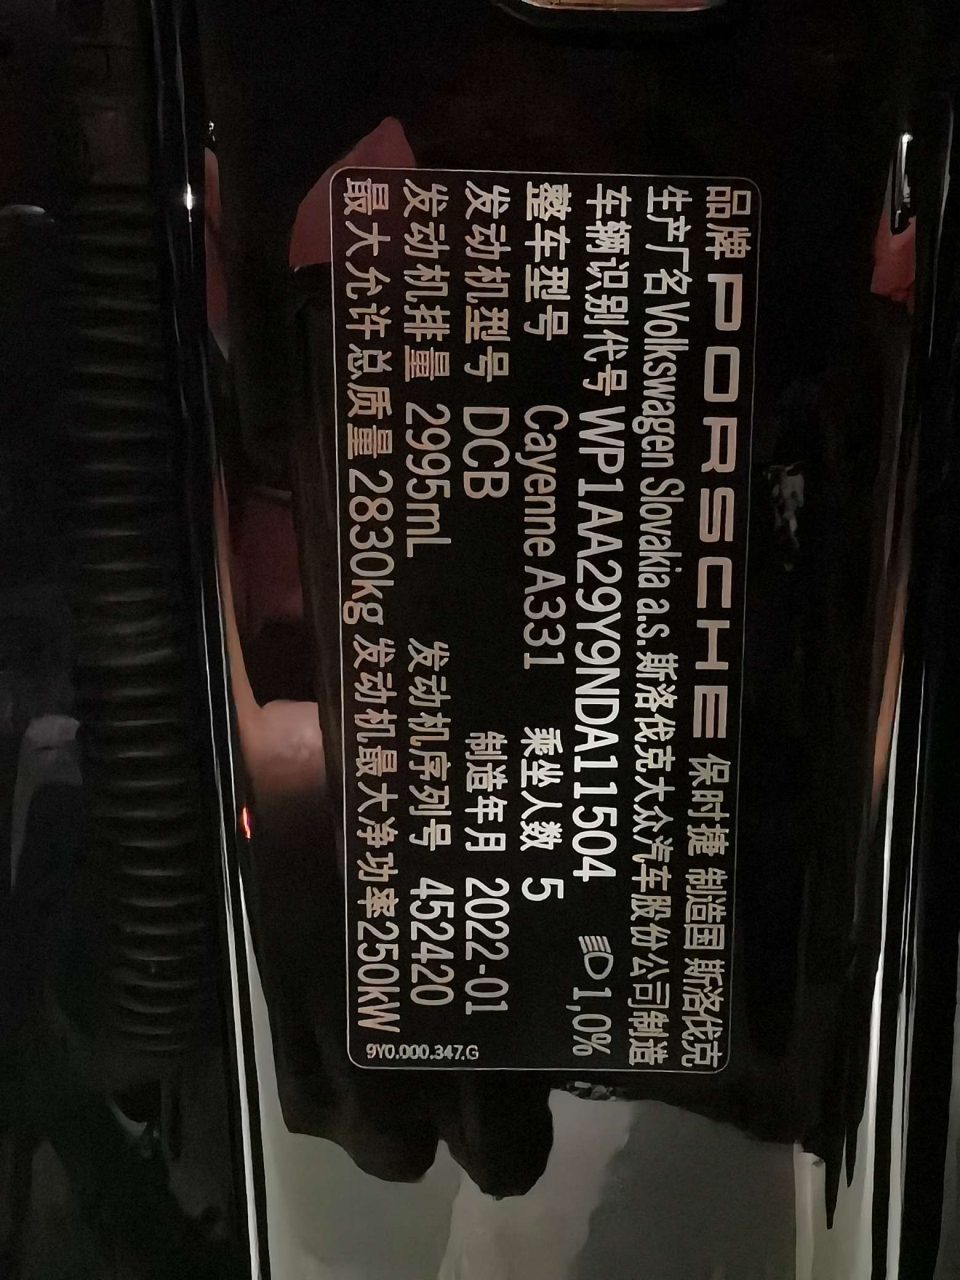 品牌 PORSCHE 保时捷 制造国 斯洛伐克
生产厂名 Volkswagen Slovakia a.s. 斯洛伐克大众汽车股份公司制造
车辆识别代号 WP1AA29Y9NDA11504 1,0%
整车型号 Cayenne A331 乘坐人数 5
发动机型号 DCB 制造年月 2022-01
发动机排量 2995mL 发动机序列号 452420
最大允许总质量 2830kg 发动机最大净功率250kW
9Y0.000.347.G